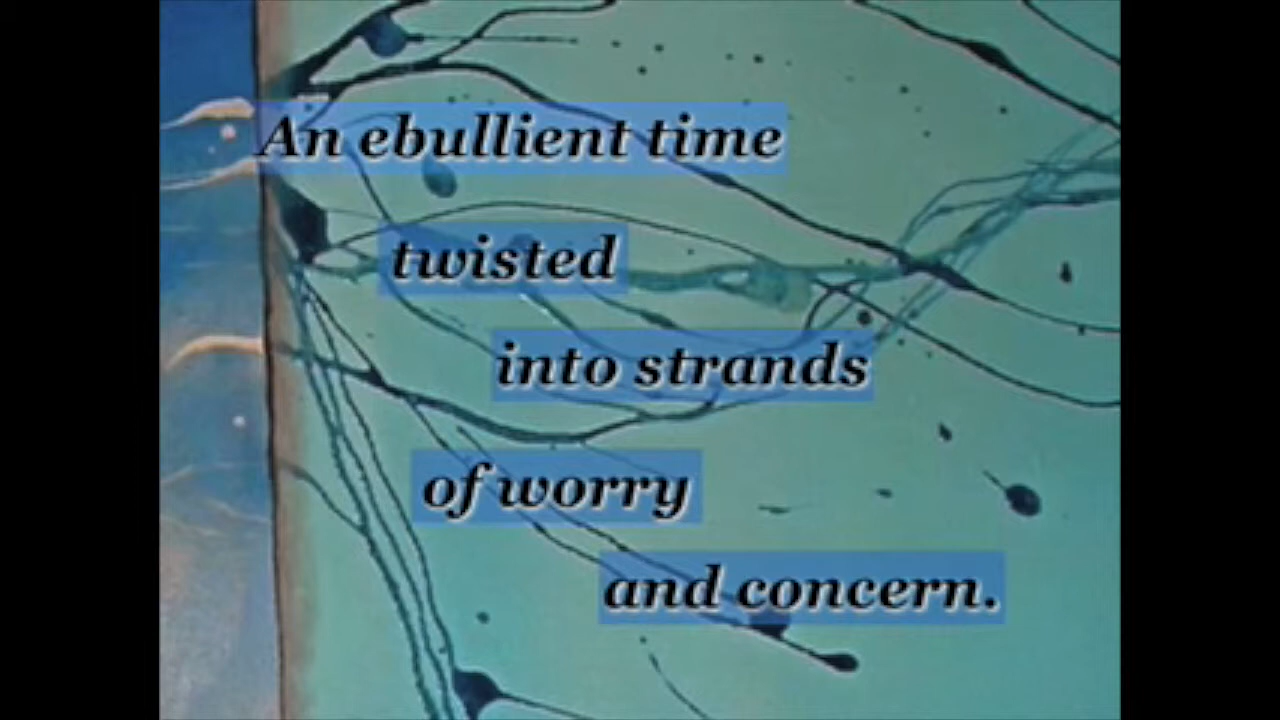 An ebullient time
twisted
into strands
of worry
and concern.